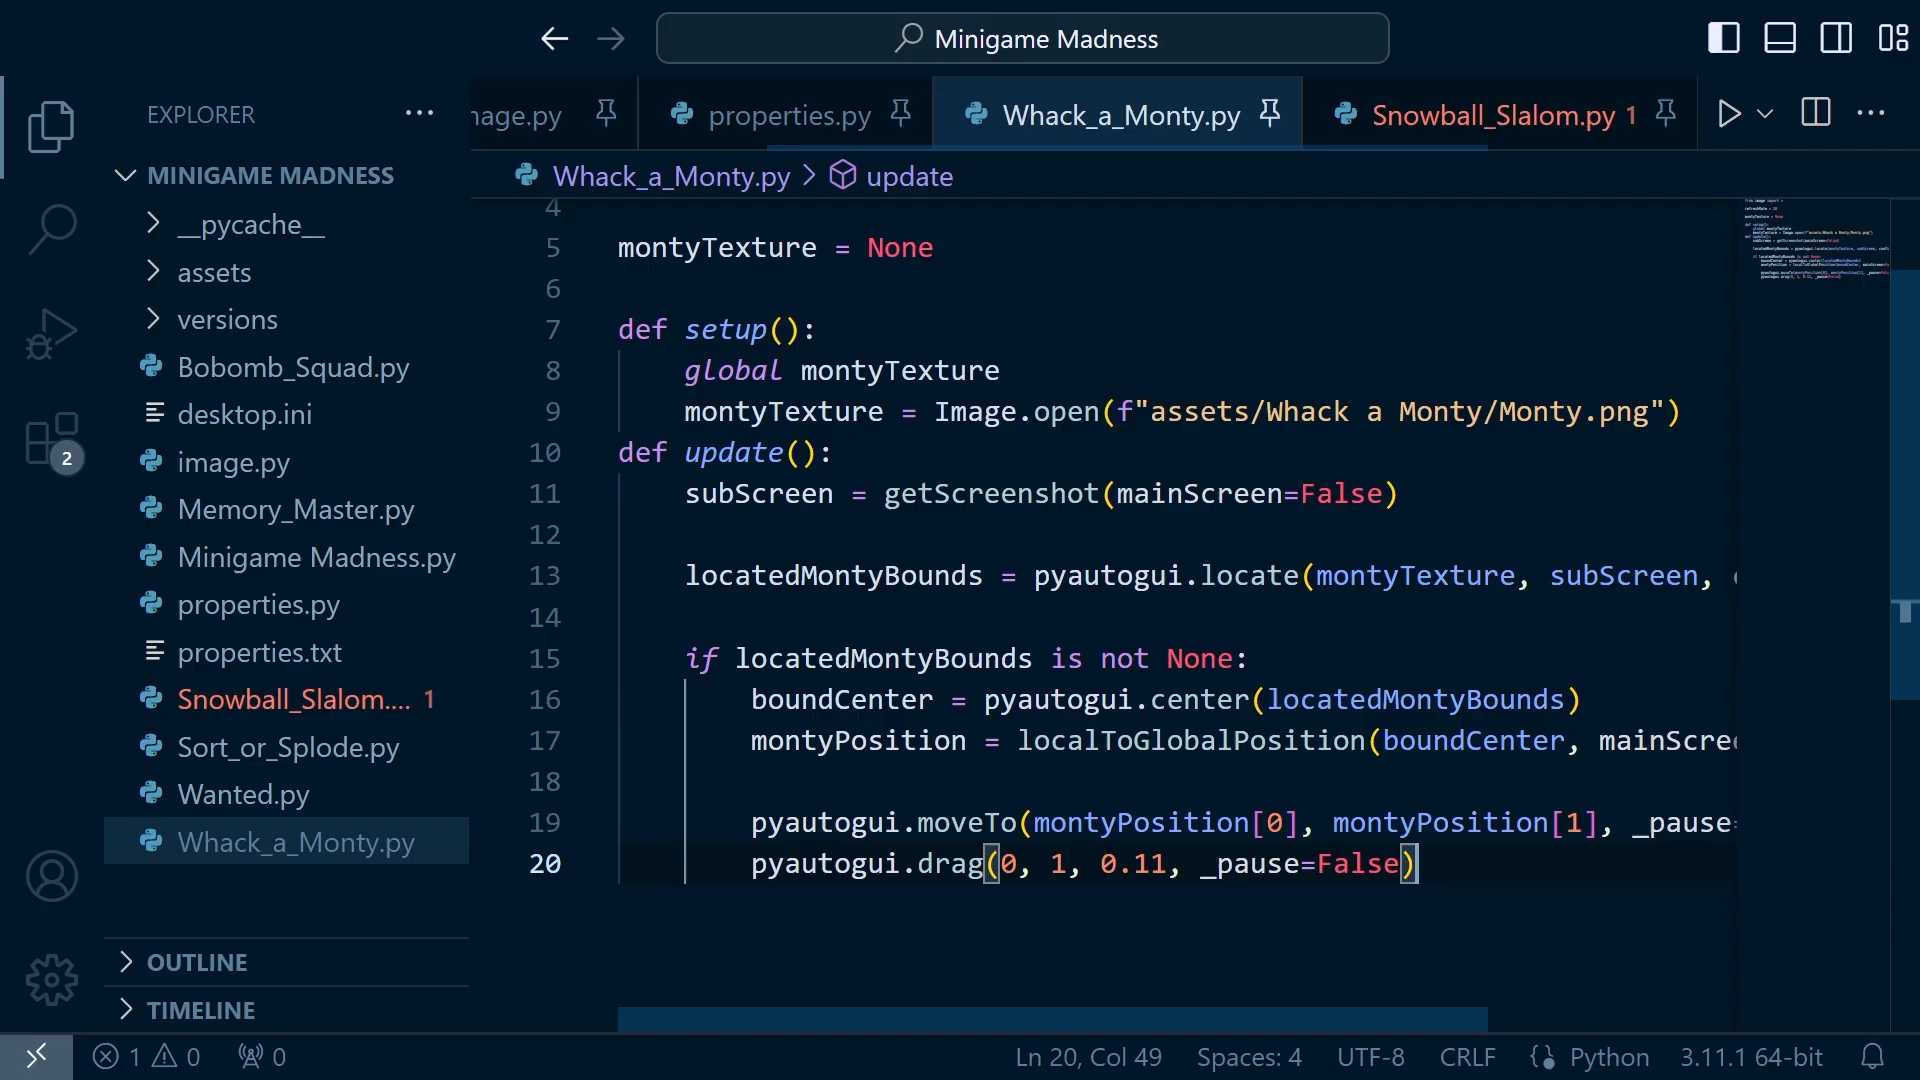 Minigame Madness
EXPLORER
mage.py
properties.py
Whack_a_Monty.py
Snowball_Slalom.py 1
MINIGAME MADNESS
Whack_a_Monty.py > update
__pycache__
assets
versions
Bobomb_Squad.py
desktop.ini
image.py
Memory_Master.py
Minigame Madness.py
properties.py
properties.txt
Snowball_Slalom.... 1
Sort_or_Splode.py
Wanted.py
Whack_a_Monty.py
OUTLINE
TIMELINE
2
4
5 montyTexture = None
6
7 def setup():
8 global montyTexture
9 montyTexture = Image.open(f"assets/Whack a Monty/Monty.png")
10 def update():
11 subScreen = getScreenshot(mainScreen=False)
12
13 locatedMontyBounds = pyautogui.locate(montyTexture, subScreen,
14
15 if locatedMontyBounds is not None:
16 boundCenter = pyautogui.center(locatedMontyBounds)
17 montyPosition = localToGlobalPosition(boundCenter, mainScree
18
19 pyautogui.moveTo(montyPosition[0], montyPosition[1], _pause=
20 pyautogui.drag(0, 1, 0.11, _pause=False)
1 0 0 Ln 20, Col 49 Spaces: 4 UTF-8 CRLF Python 3.11.1 64-bit